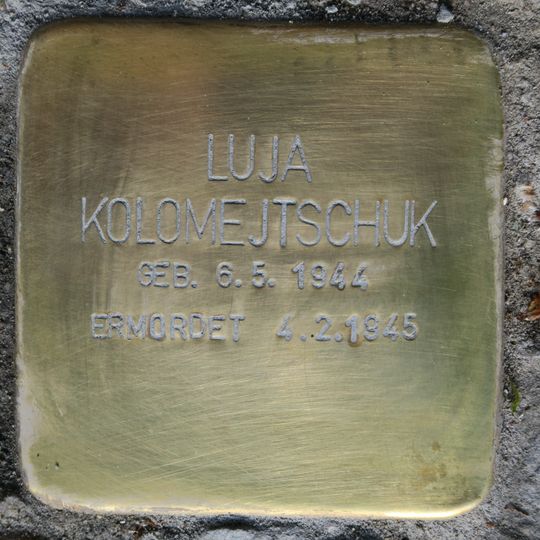 LUJA
KOLOMEJTSCHUK
GEB. 6.5. 1944
ERMORDET 4.2.1945